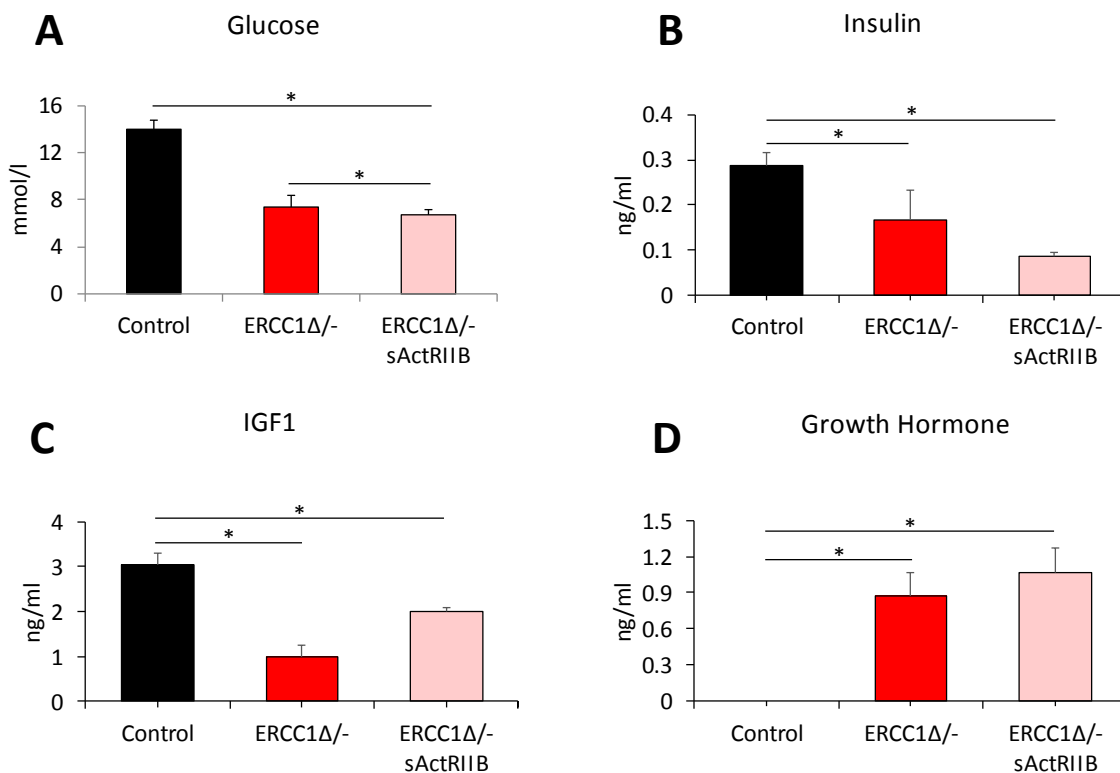 A
Glucose
*
*
16
12
8
4
0
mmol/l
Control
ERCC1Δ/-
ERCC1Δ/-
sActRIIB
B
Insulin
*
*
0.4
0.3
0.2
0.1
0
ng/ml
Control
ERCC1Δ/-
ERCC1Δ/-
sActRIIB
C
IGF1
*
*
4
3
2
1
0
ng/ml
Control
ERCC1Δ/-
ERCC1Δ/-
sActRIIB
D
Growth Hormone
*
*
1.5
1.2
0.9
0.6
0.3
0
ng/ml
Control
ERCC1Δ/-
ERCC1Δ/-
sActRIIB